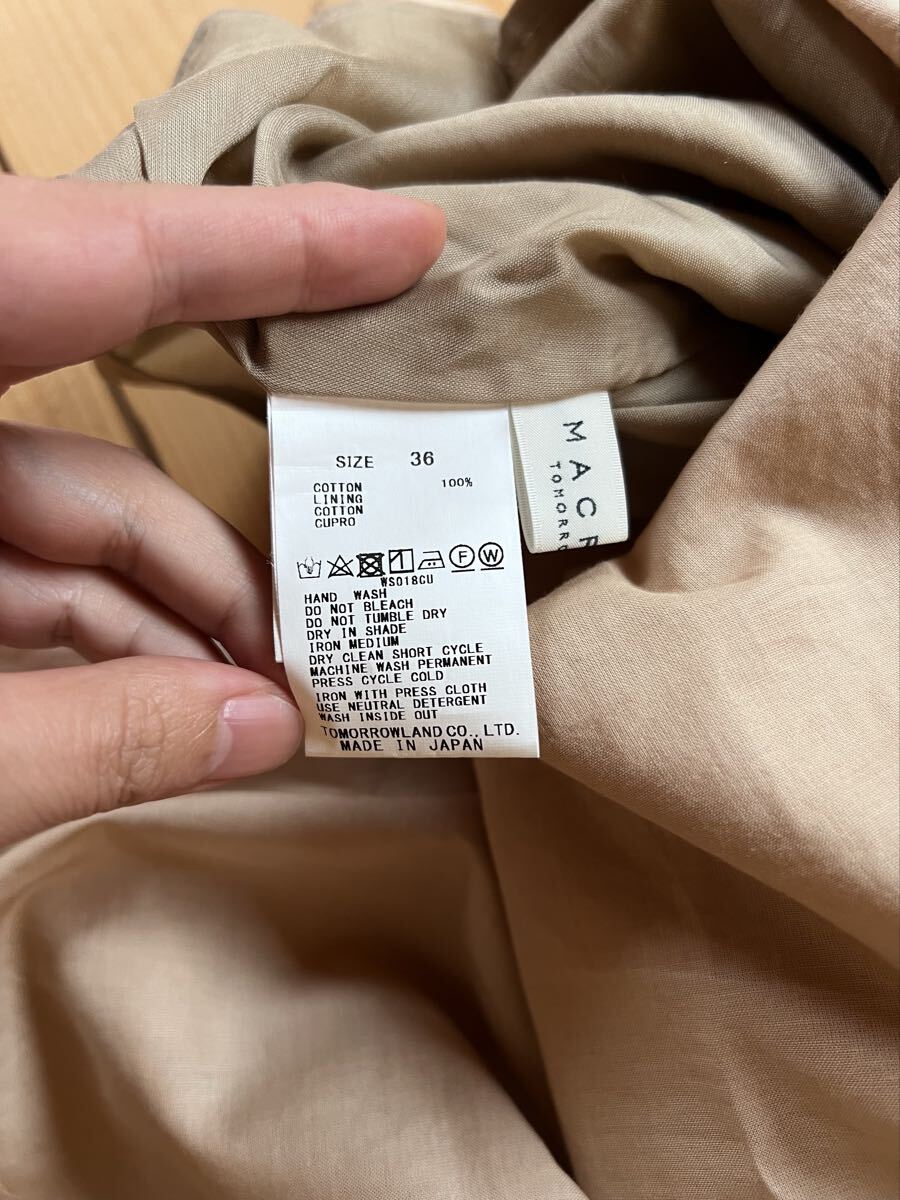 SIZE 36
COTTON 100%
LINING
COTTON
CUPRO
F W
WS018CU
HAND WASH
DO NOT BLEACH
DO NOT TUMBLE DRY
DRY IN SHADE
IRON MEDIUM
DRY CLEAN SHORT CYCLE
MACHINE WASH PERMANENT
PRESS CYCLE COLD
IRON WITH PRESS CLOTH
USE NEUTRAL DETERGENT
WASH INSIDE OUT
TOMORROWLAND CO., LTD.
MADE IN JAPAN
MAC
TOMORR